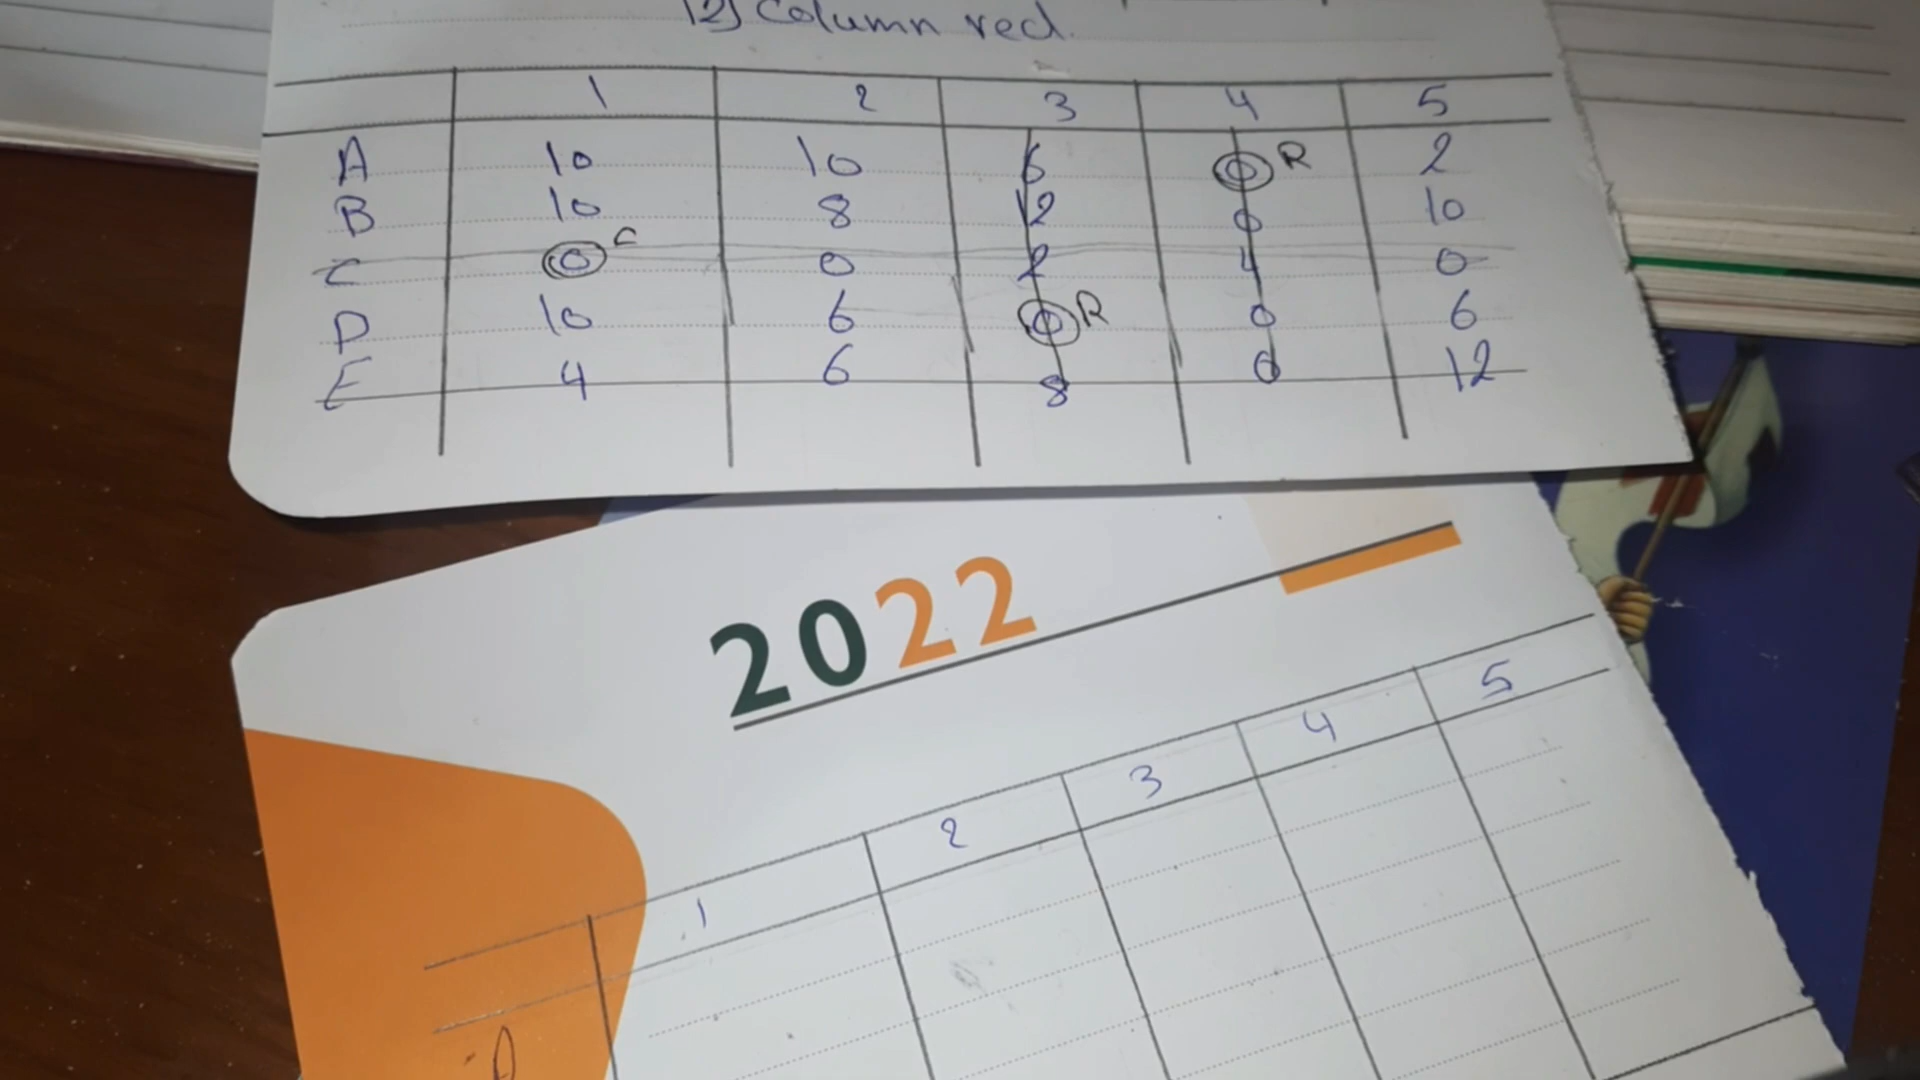 12) Column red.
1 2 3 4 5
A 10 10 6 0 R 2
B 10 8 12 0 10
C 0 C 0 2 4 0
D 10 6 0 R 0 6
E 4 6 8 0 12
2022
1 2 3 4 5
A